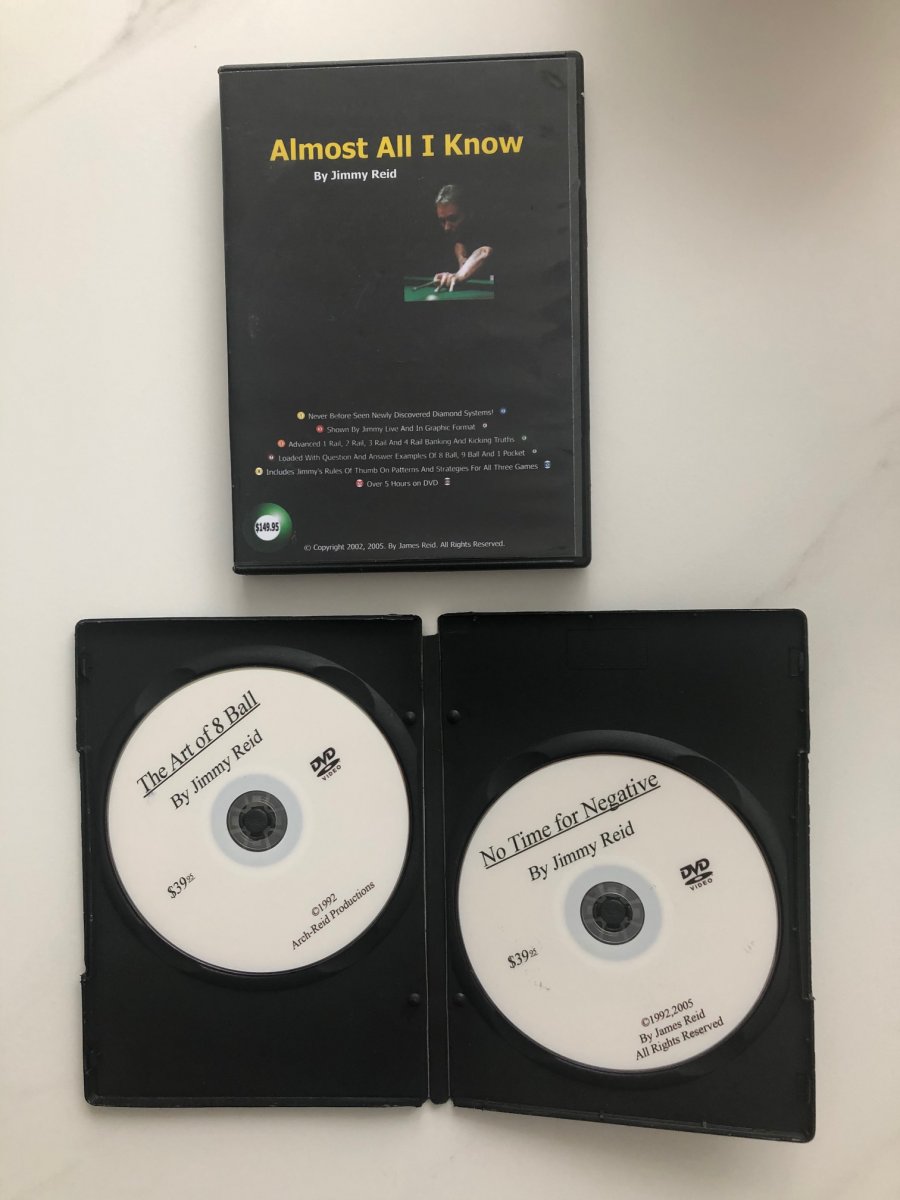 Almost All I Know
By Jimmy Reid
Never Before Seen Newly Discovered Diamond Systems!
Shown By Jimmy Live And In Graphic Format
Advanced 1 Rail, 2 Rail, 3 Rail And 4 Rail Banking And Kicking Truths
Loaded With Question And Answer Examples Of 8 Ball, 9 Ball And 1 Pocket
Includes Jimmy's Rules Of Thumb On Patterns And Strategies For All Three Games
Over 5 Hours on DVD
$149.95
© Copyright 2002, 2005. By James Reid. All Rights Reserved.
The Art of 8 Ball
By Jimmy Reid
DVD
VIDEO
$39.95
©1992
Arch-Reid Productions
No Time for Negative
By Jimmy Reid
DVD
VIDEO
$39.95
©1992,2005
By James Reid
All Rights Reserved